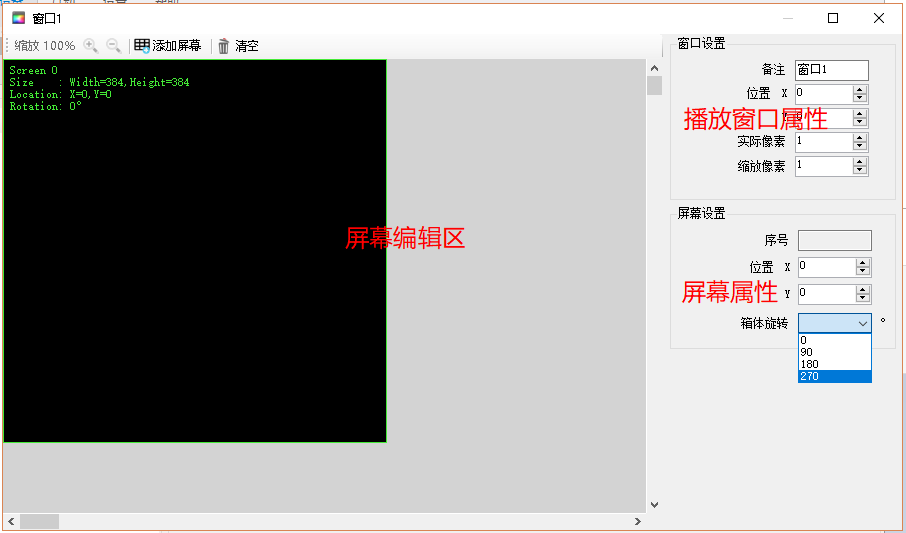 窗口1
缩放 100% 添加屏幕 清空
Screen 0
Size : Width=384,Height=384
Location: X=0,Y=0
Rotation: 0°
屏幕编辑区
窗口设置
备注 窗口1
位置 X 0
播放窗口属性
实际像素 1
缩放像素 1
屏幕设置
序号
位置 X 0
屏幕属性 Y 0
箱体旋转 °
0
90
180
270